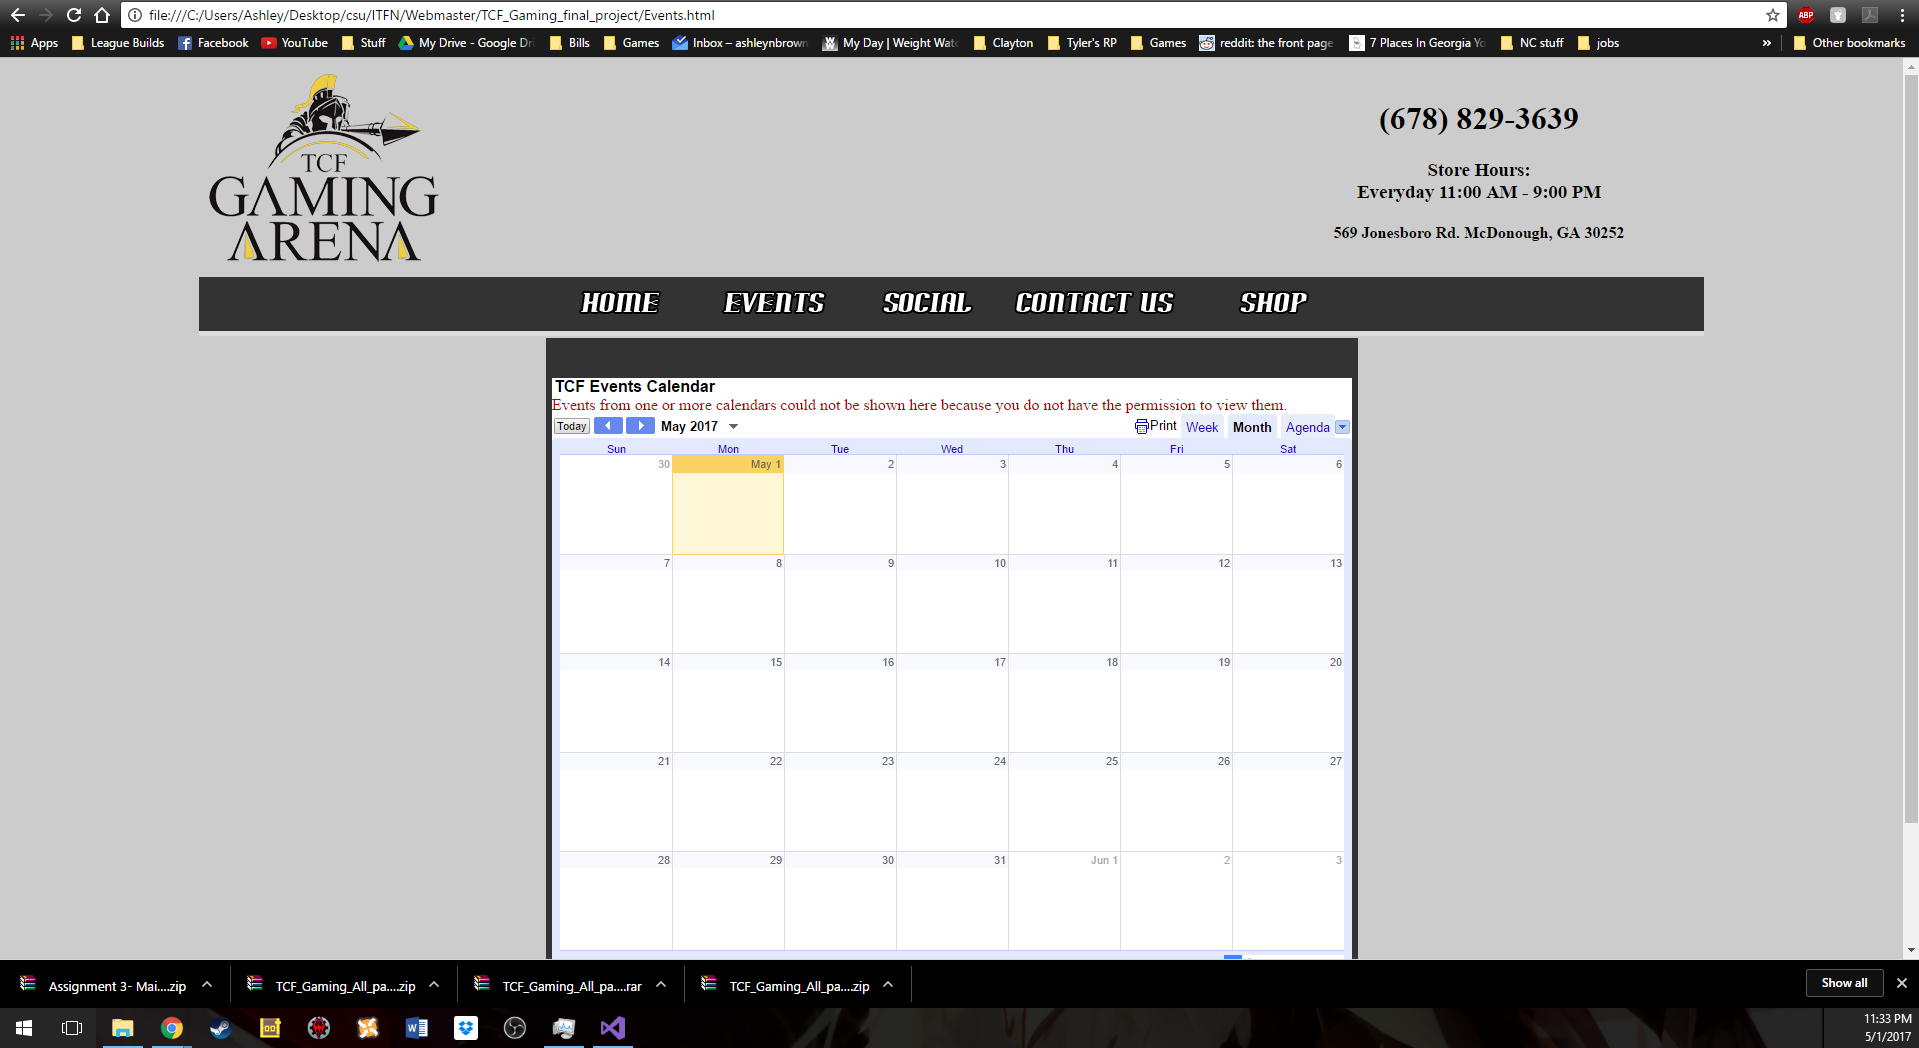 file:///C:/Users/Ashley/Desktop/csu/ITFN/Webmaster/TCF_Gaming_final_project/Events.html
ABP
Apps League Builds Facebook YouTube Stuff My Drive - Google Dri Bills Games Inbox – ashleynbrown My Day | Weight Wat Clayton Tyler's RP Games reddit: the front page 7 Places In Georgia Yo NC stuff jobs » Other bookmarks
TCF
GAMING
ARENA
(678) 829-3639
Store Hours:
Everyday 11:00 AM - 9:00 PM
569 Jonesboro Rd. McDonough, GA 30252
HOME EVENTS SOCIAL CONTACT US SHOP
TCF Events Calendar
Events from one or more calendars could not be shown here because you do not have the permission to view them.
Today May 2017 Print Week Month Agenda
Sun Mon Tue Wed Thu Fri Sat
30 May 1 2 3 4 5 6
7 8 9 10 11 12 13
14 15 16 17 18 19 20
21 22 23 24 25 26 27
28 29 30 31 Jun 1 2 3
Assignment 3- Mai....zip TCF_Gaming_All_pa....zip TCF_Gaming_All_pa....rar TCF_Gaming_All_pa....zip Show all
11:33 PM
5/1/2017